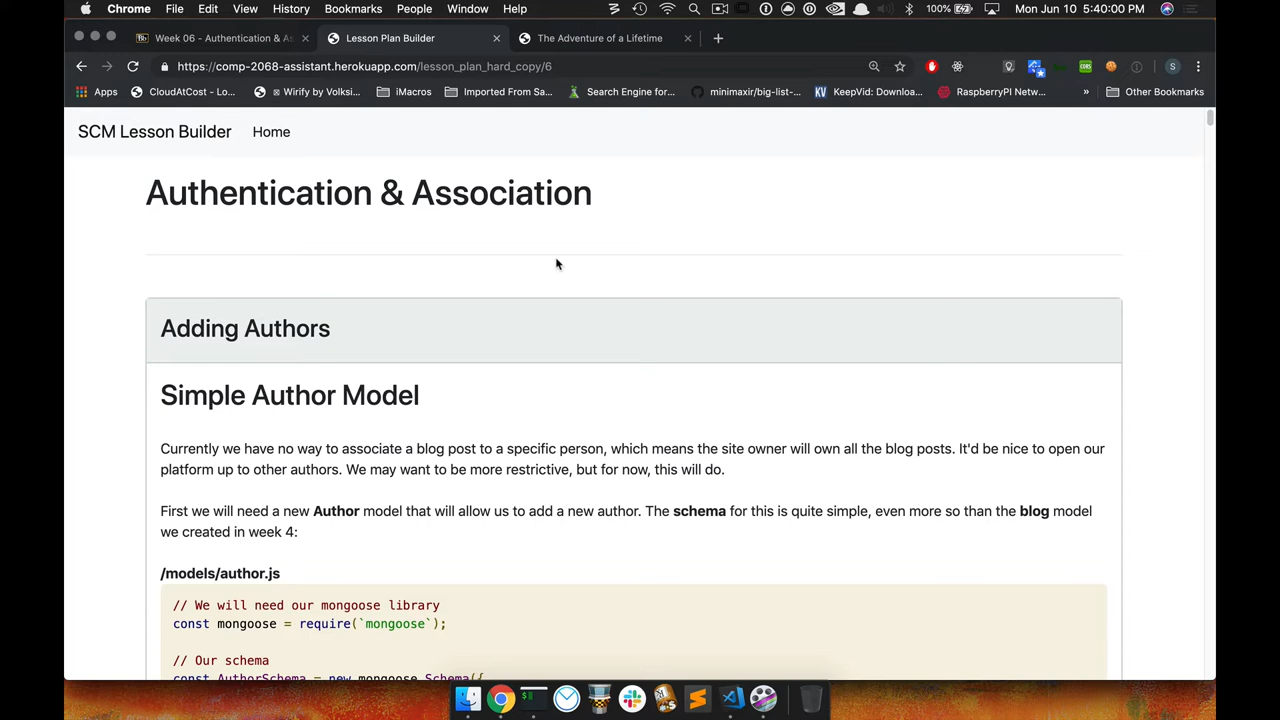 Chrome File Edit View History Bookmarks People Window Help 100% Mon Jun 10 5:40:00 PM
Week 06 - Authentication & As Lesson Plan Builder The Adventure of a Lifetime
https://comp-2068-assistant.herokuapp.com/lesson_plan_hard_copy/6
Apps CloudAtCost - Lo... ※ Wirify by Volksi... iMacros Imported From Sa... Search Engine for... minimaxir/big-list-... KV KeepVid: Downloa... RaspberryPI Netw... » Other Bookmarks
SCM Lesson Builder Home
Authentication & Association
Adding Authors
Simple Author Model
Currently we have no way to associate a blog post to a specific person, which means the site owner will own all the blog posts. It'd be nice to open our
platform up to other authors. We may want to be more restrictive, but for now, this will do.
First we will need a new Author model that will allow us to add a new author. The schema for this is quite simple, even more so than the blog model
we created in week 4:
/models/author.js
// We will need our mongoose library
const mongoose = require(`mongoose`);
// Our schema
const AuthorSchema = new mongoose.Schema({